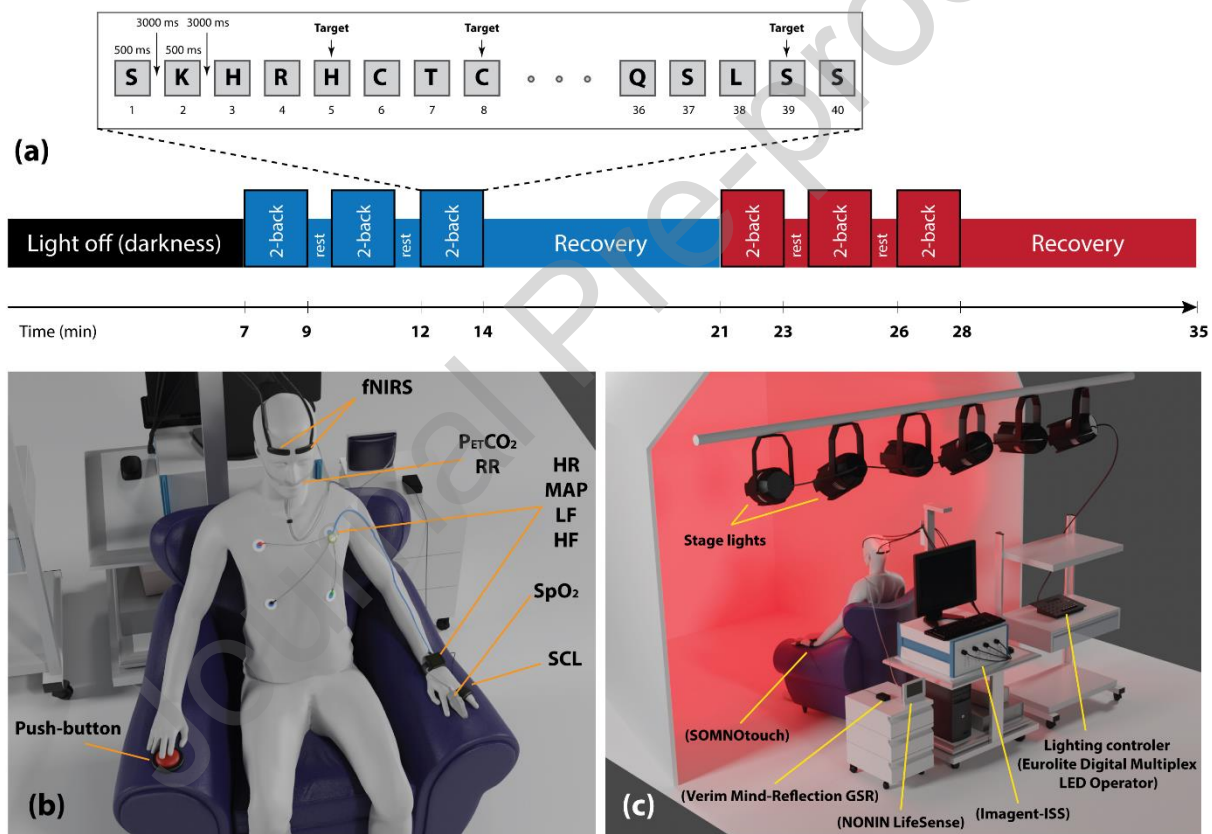 3000 ms 3000 ms
Target Target Target
500 ms 500 ms
S K H R H C T C Q S L S S
1 2 3 4 5 6 7 8 36 37 38 39 40
(a)
Light off (darkness) 2-back rest 2-back rest 2-back Recovery 2-back rest 2-back rest 2-back Recovery
Time (min) 7 9 12 14 21 23 26 28 35
fNIRS
PETCO2
RR
HR
MAP
LF
HF
SpO2
SCL
Push-button
(b)
Stage lights
(SOMNOtouch)
(Verim Mind-Reflection GSR)
(NONIN LifeSense)
(Imagent-ISS)
Lighting controler
(Eurolite Digital Multiplex
LED Operator)
(c)
Journal Pre-proo